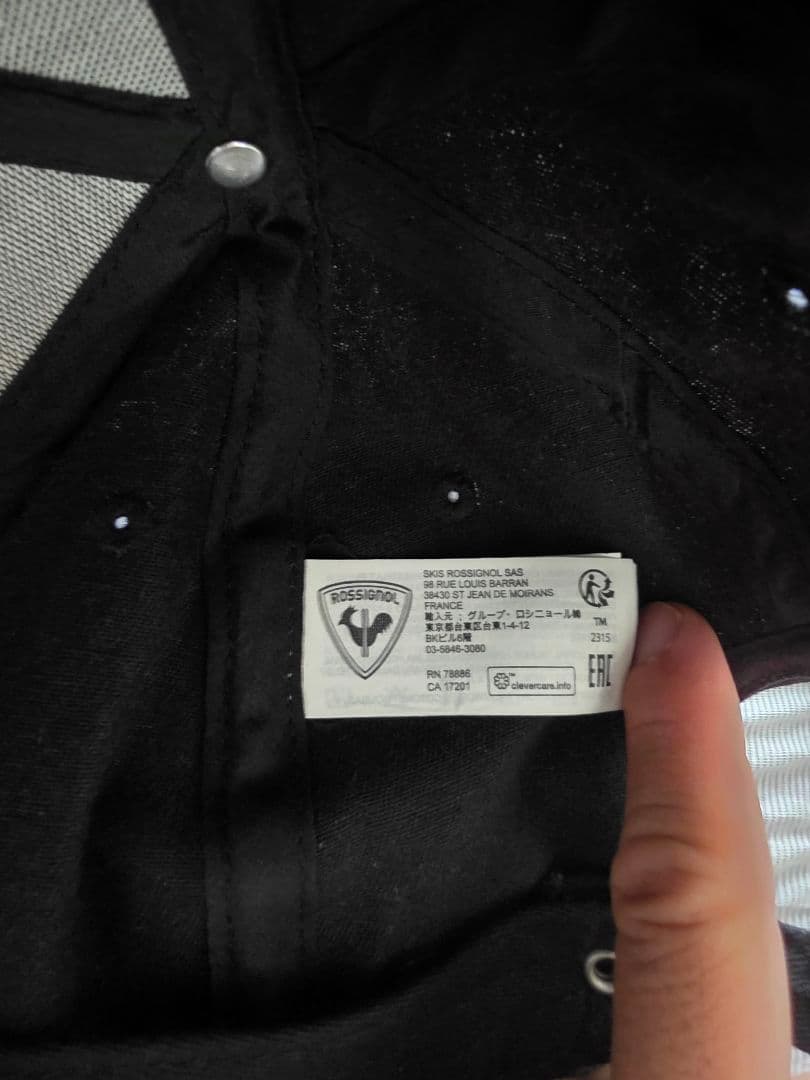 ROSSIGNOL
SKIS ROSSIGNOL SAS
98 RUE LOUIS BARRAN
38430 ST JEAN DE MOIRANS
FRANCE
輸入元 ; グループ・ロシニョール㈱
東京都台東区台東1-4-12
BKビル6階
03-5846-3080
RN 78886
CA 17201
clevercare.info
TM
2315
EAC